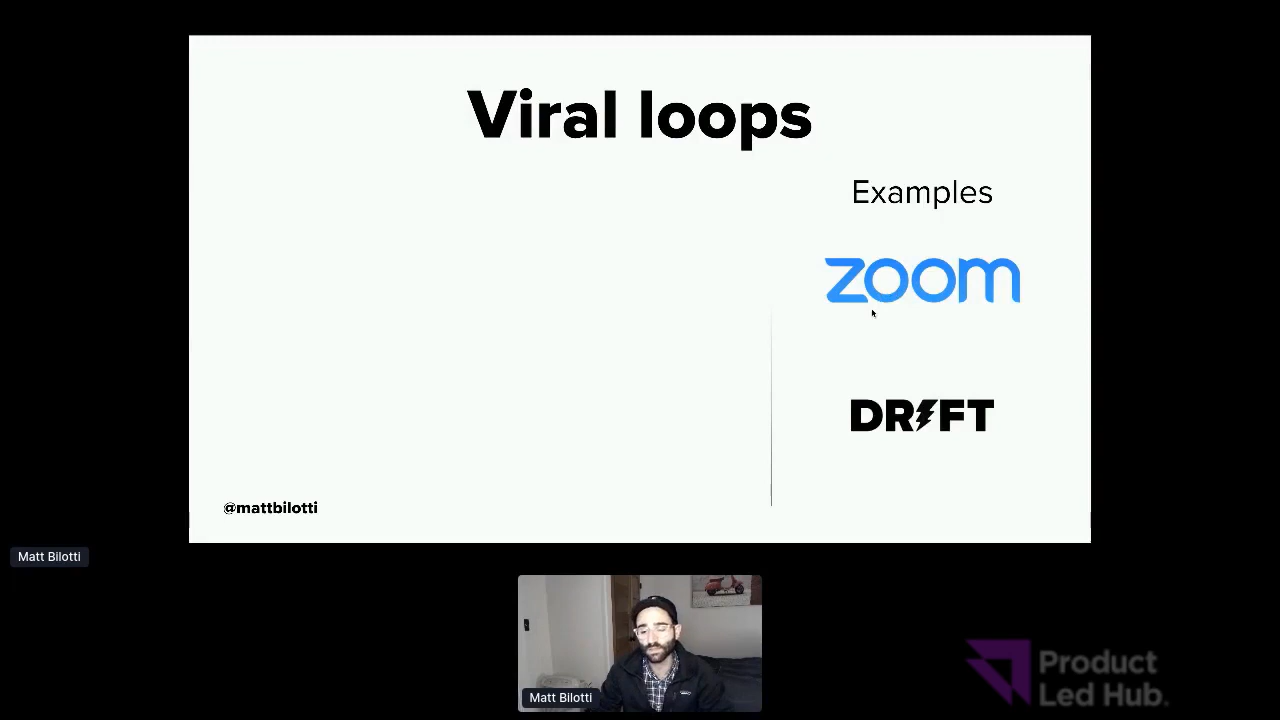 Viral loops
Examples
zoom
DRIFT
@mattbilotti
Matt Bilotti
Matt Bilotti
Product
Led Hub.